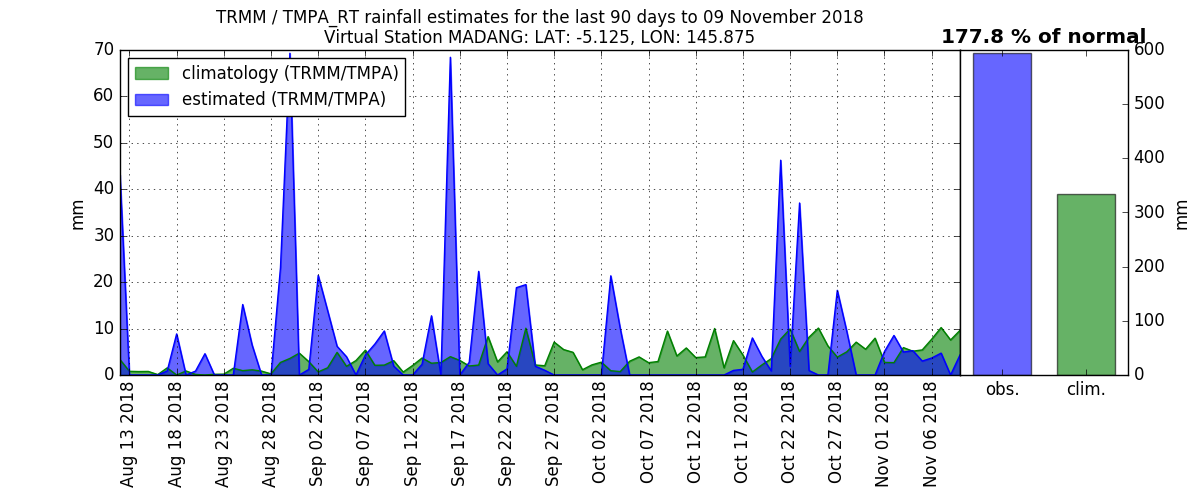 TRMM / TMPA_RT rainfall estimates for the last 90 days to 09 November 2018
Virtual Station MADANG: LAT: -5.125, LON: 145.875
177.8 % of normal
climatology (TRMM/TMPA)
estimated (TRMM/TMPA)
70
60
50
40
30
20
10
0
mm
Aug 13 2018
Aug 18 2018
Aug 23 2018
Aug 28 2018
Sep 02 2018
Sep 07 2018
Sep 12 2018
Sep 17 2018
Sep 22 2018
Sep 27 2018
Oct 02 2018
Oct 07 2018
Oct 12 2018
Oct 17 2018
Oct 22 2018
Oct 27 2018
Nov 01 2018
Nov 06 2018
obs.
clim.
600
500
400
300
200
100
0
mm